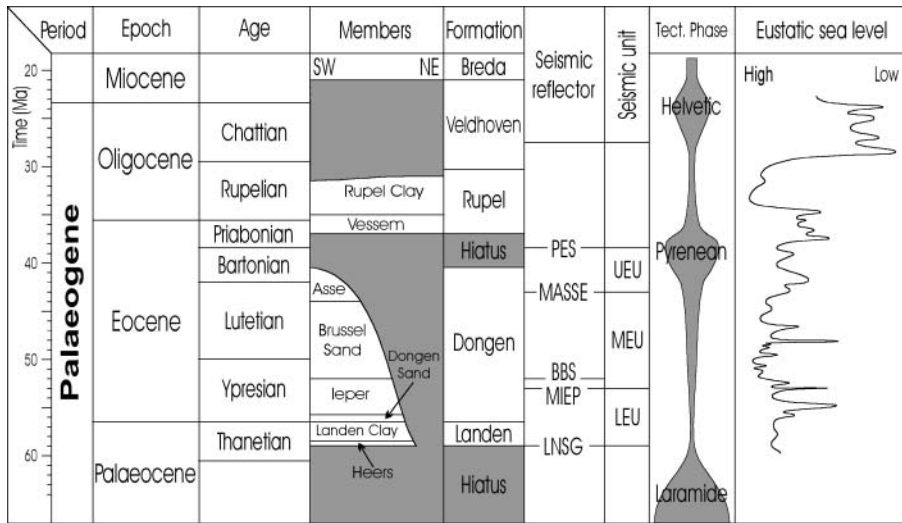 Period
Epoch
Age
Members
Formation
Seismic reflector
Seismic unit
Tect. Phase
Eustatic sea level
Time (Ma)
20
30
40
50
60
Palaeogene
Miocene
Oligocene
Eocene
Palaeocene
Chattian
Rupelian
Priabonian
Bartonian
Lutetian
Ypresian
Thanetian
SW NE
Rupel Clay
Vessem
Asse
Brussel
Sand
Dongen
Sand
Ieper
Landen Clay
Heers
Breda
Veldhoven
Rupel
Hiatus
Dongen
Landen
Hiatus
PES
MASSE
BBS
MIEP
LNSG
UEU
MEU
LEU
Helvetic
Pyrenean
Laramide
High Low